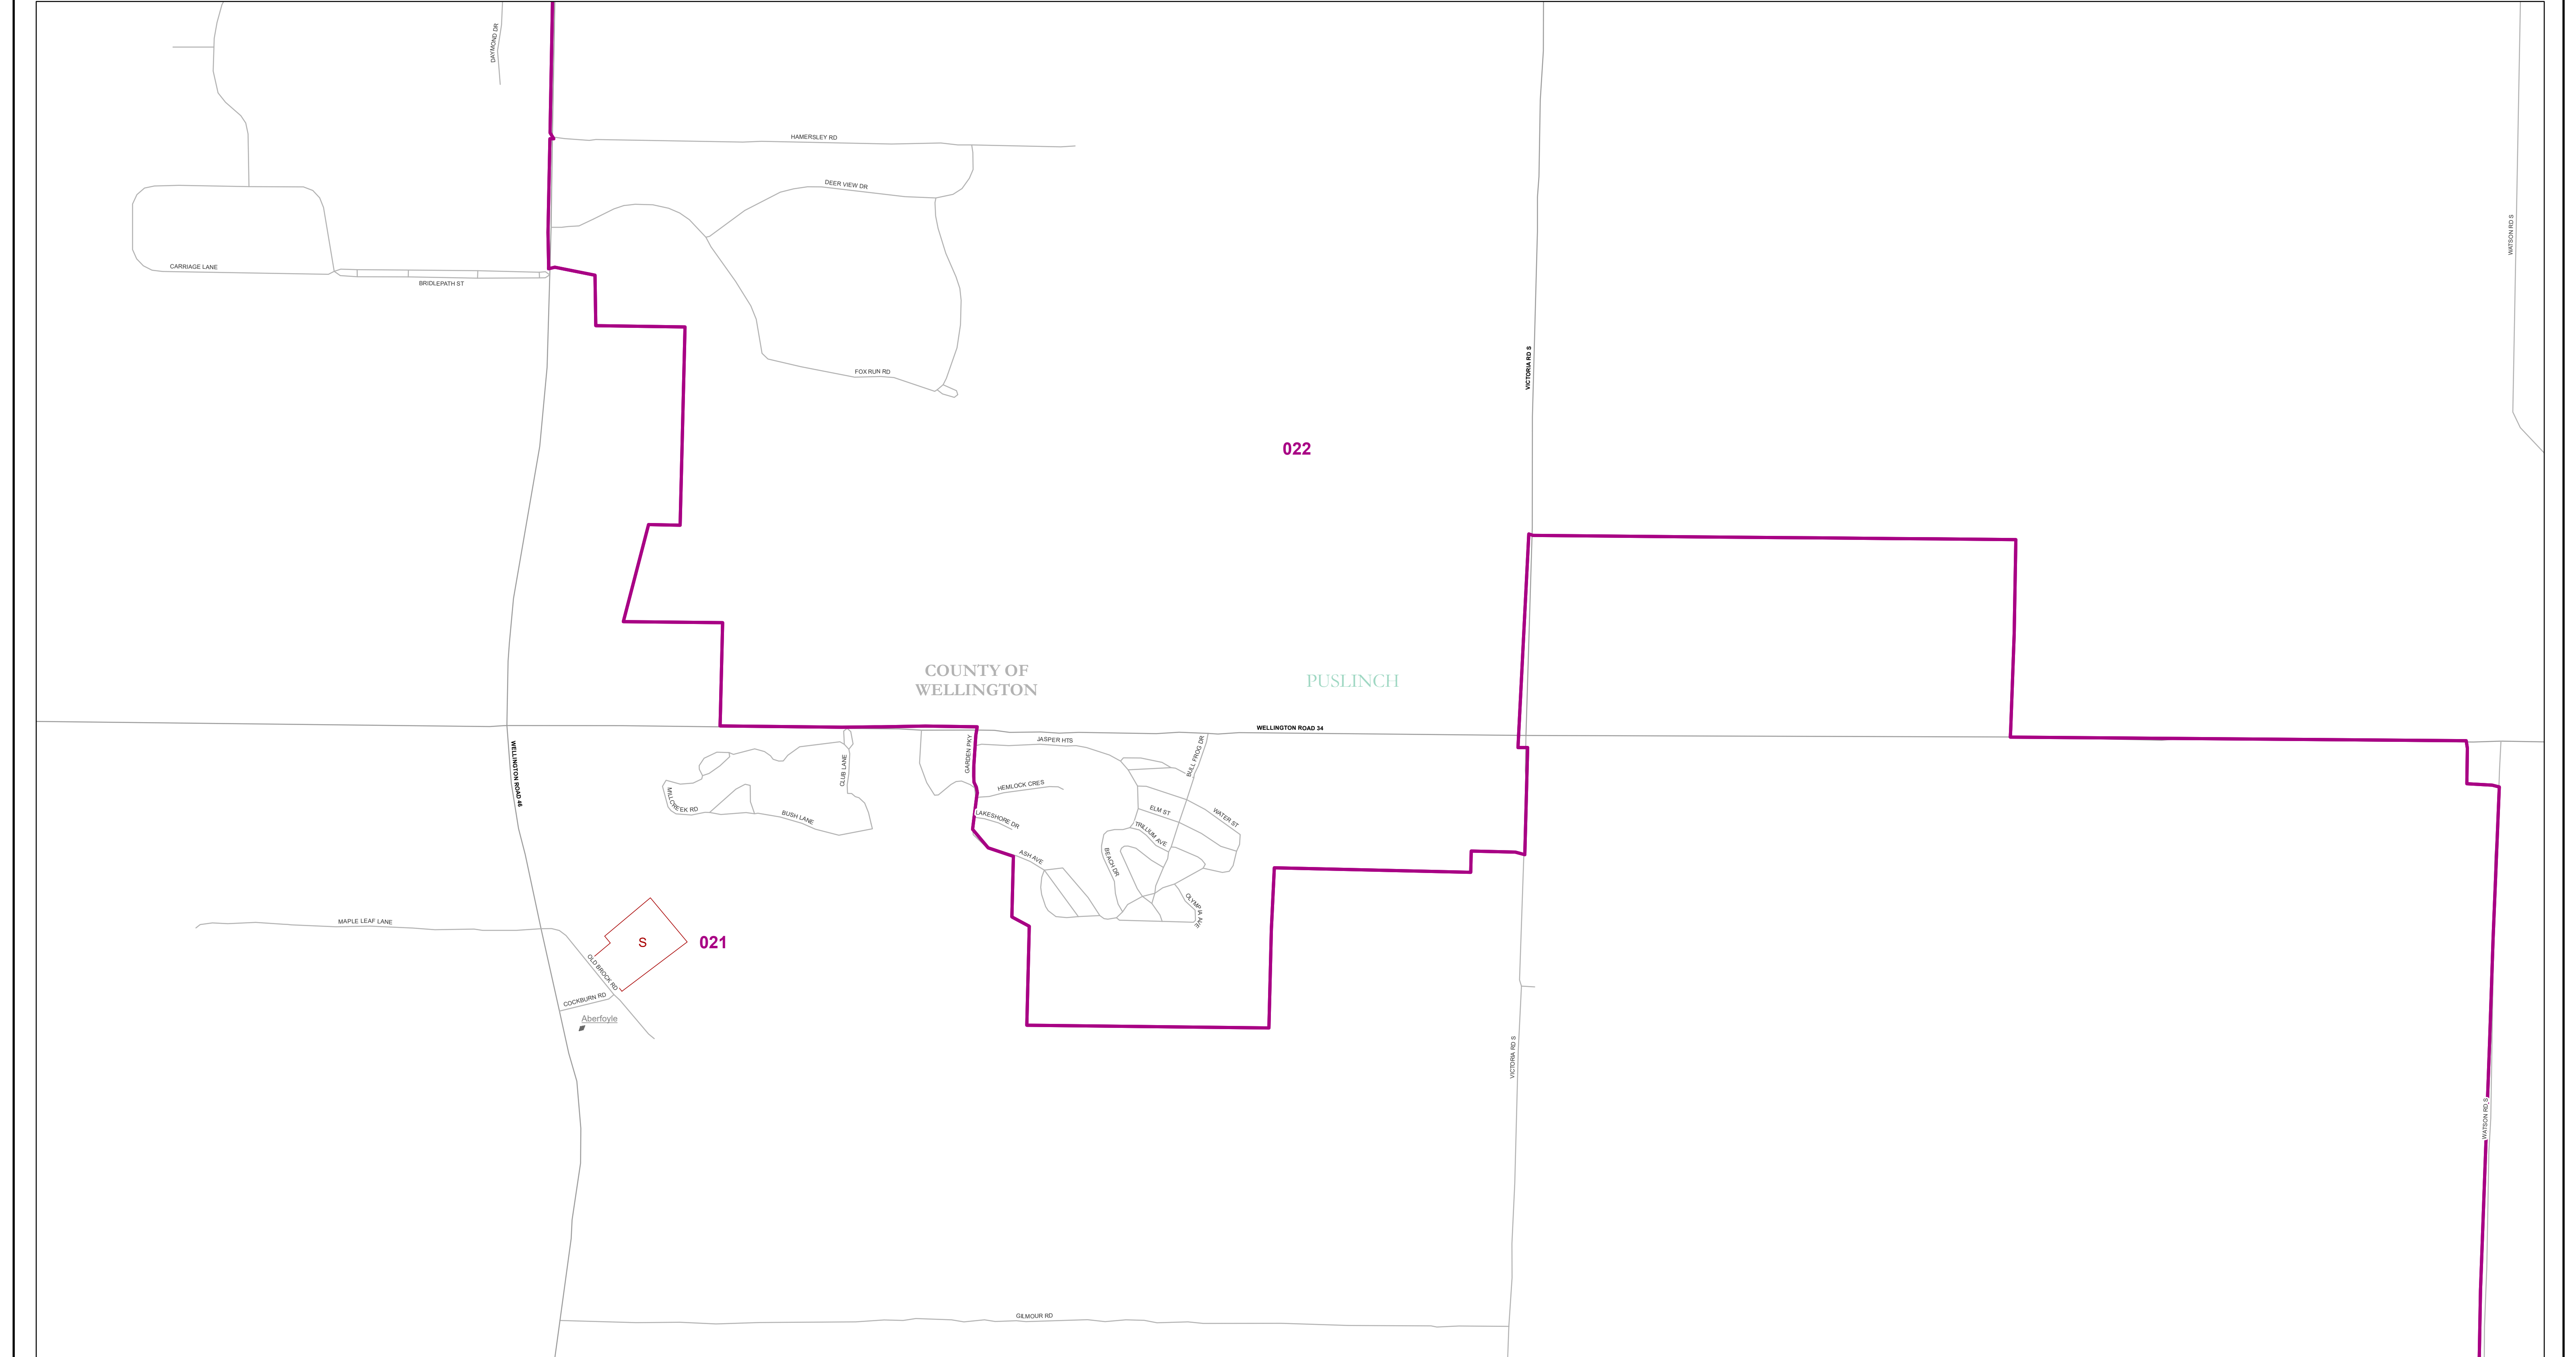 DAYMOND DR
HAMERSLEY RD
DEER VIEW DR
WATSON RD S
CARRIAGE LANE
BRIDLEPATH ST
VICTORIA RD S
FOX RUN RD
022
COUNTY OF
WELLINGTON
PUSLINCH
WELLINGTON ROAD 34
JASPER HTS
GARDEN PKY
BULL FROG DR
WELLINGTON ROAD 46
CLUB LANE
HEMLOCK CRES
MILLCREEK RD
BUSH LANE
LAKESHORE DR
ELM ST
WATER ST
TRILLIUM AVE
ASH AVE
BEACH DR
OLYMPIA AVE
MAPLE LEAF LANE
S
021
OLD BROCK RD
COCKBURN RD
Aberfoyle
VICTORIA RD S
WATSON RD S
GILMOUR RD